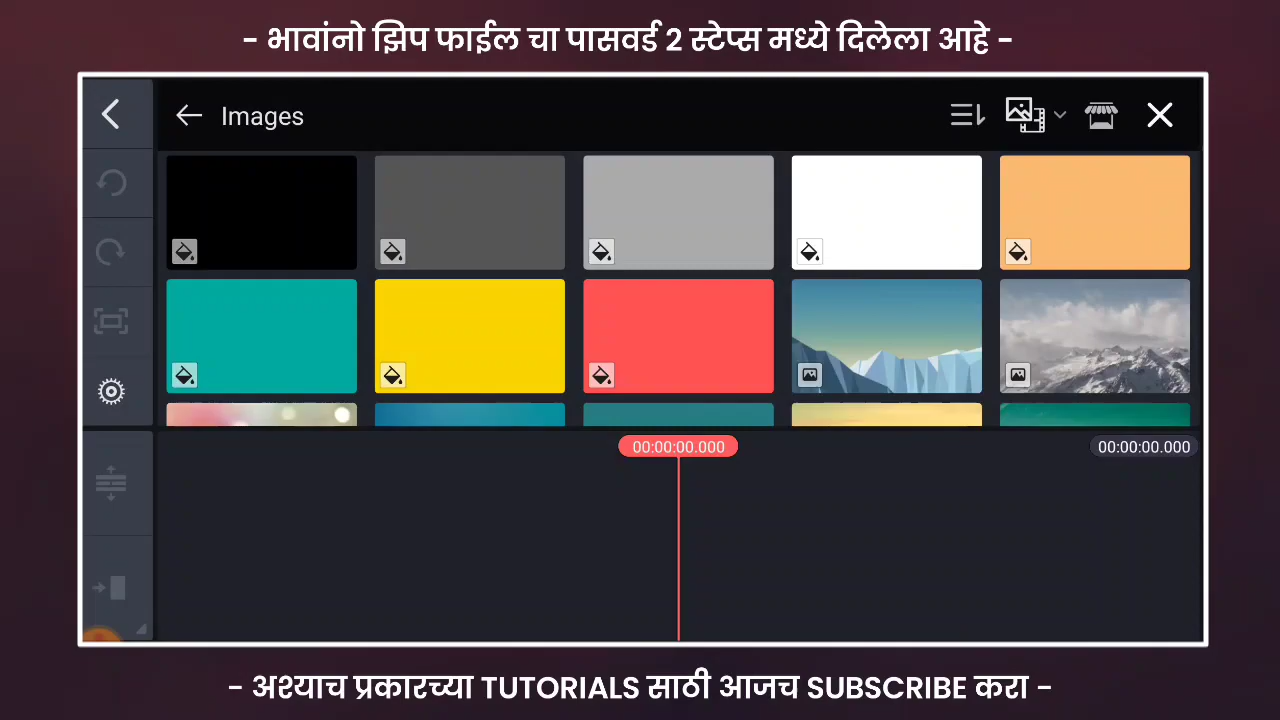 - भावांनो झिप फाईल चा पासवर्ड 2 स्टेप्स मध्ये दिलेला आहे -
Images
00:00:00.000
00:00:00.000
- अश्याच प्रकारच्या TUTORIALS साठी आजच SUBSCRIBE करा -